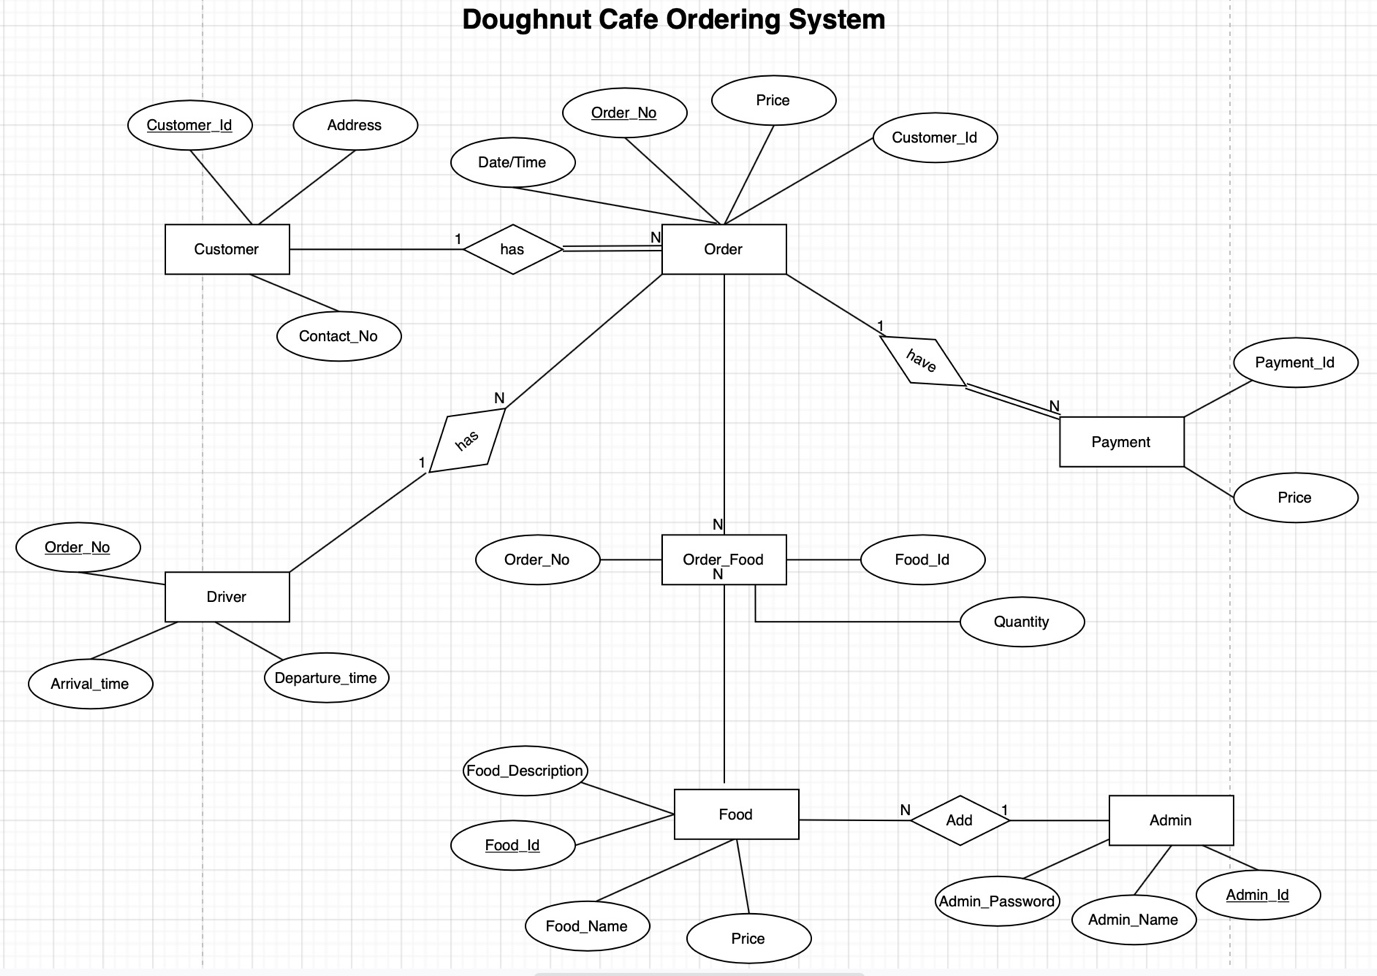 Doughnut Cafe Ordering System
Customer_Id
Address
Date/Time
Order_No
Price
Customer_Id
Customer
1
has
N
Order
Contact_No
1
have
N
Payment
Payment_Id
Price
N
has
1
Order_No
Driver
Arrival_time
Departure_time
N
Order_No
Order_Food
N
Food_Id
Quantity
Food_Description
Food_Id
Food
Food_Name
Price
N
Add
1
Admin
Admin_Password
Admin_Name
Admin_Id